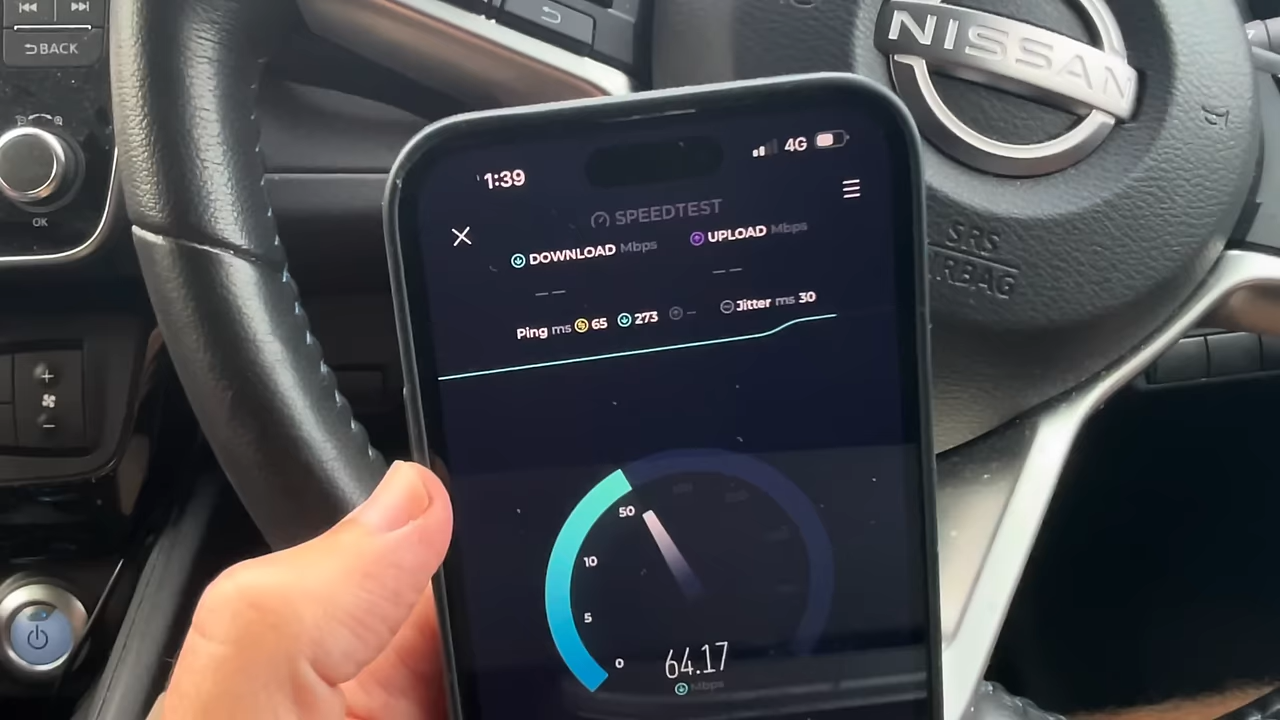 BACK
OK
NISSAN
SRS
AIRBAG
1:39
4G
SPEEDTEST
DOWNLOAD Mbps
UPLOAD Mbps
-- --
Ping ms 65 273 -- Jitter ms 30
50
10
5
0
64.17
Mbps